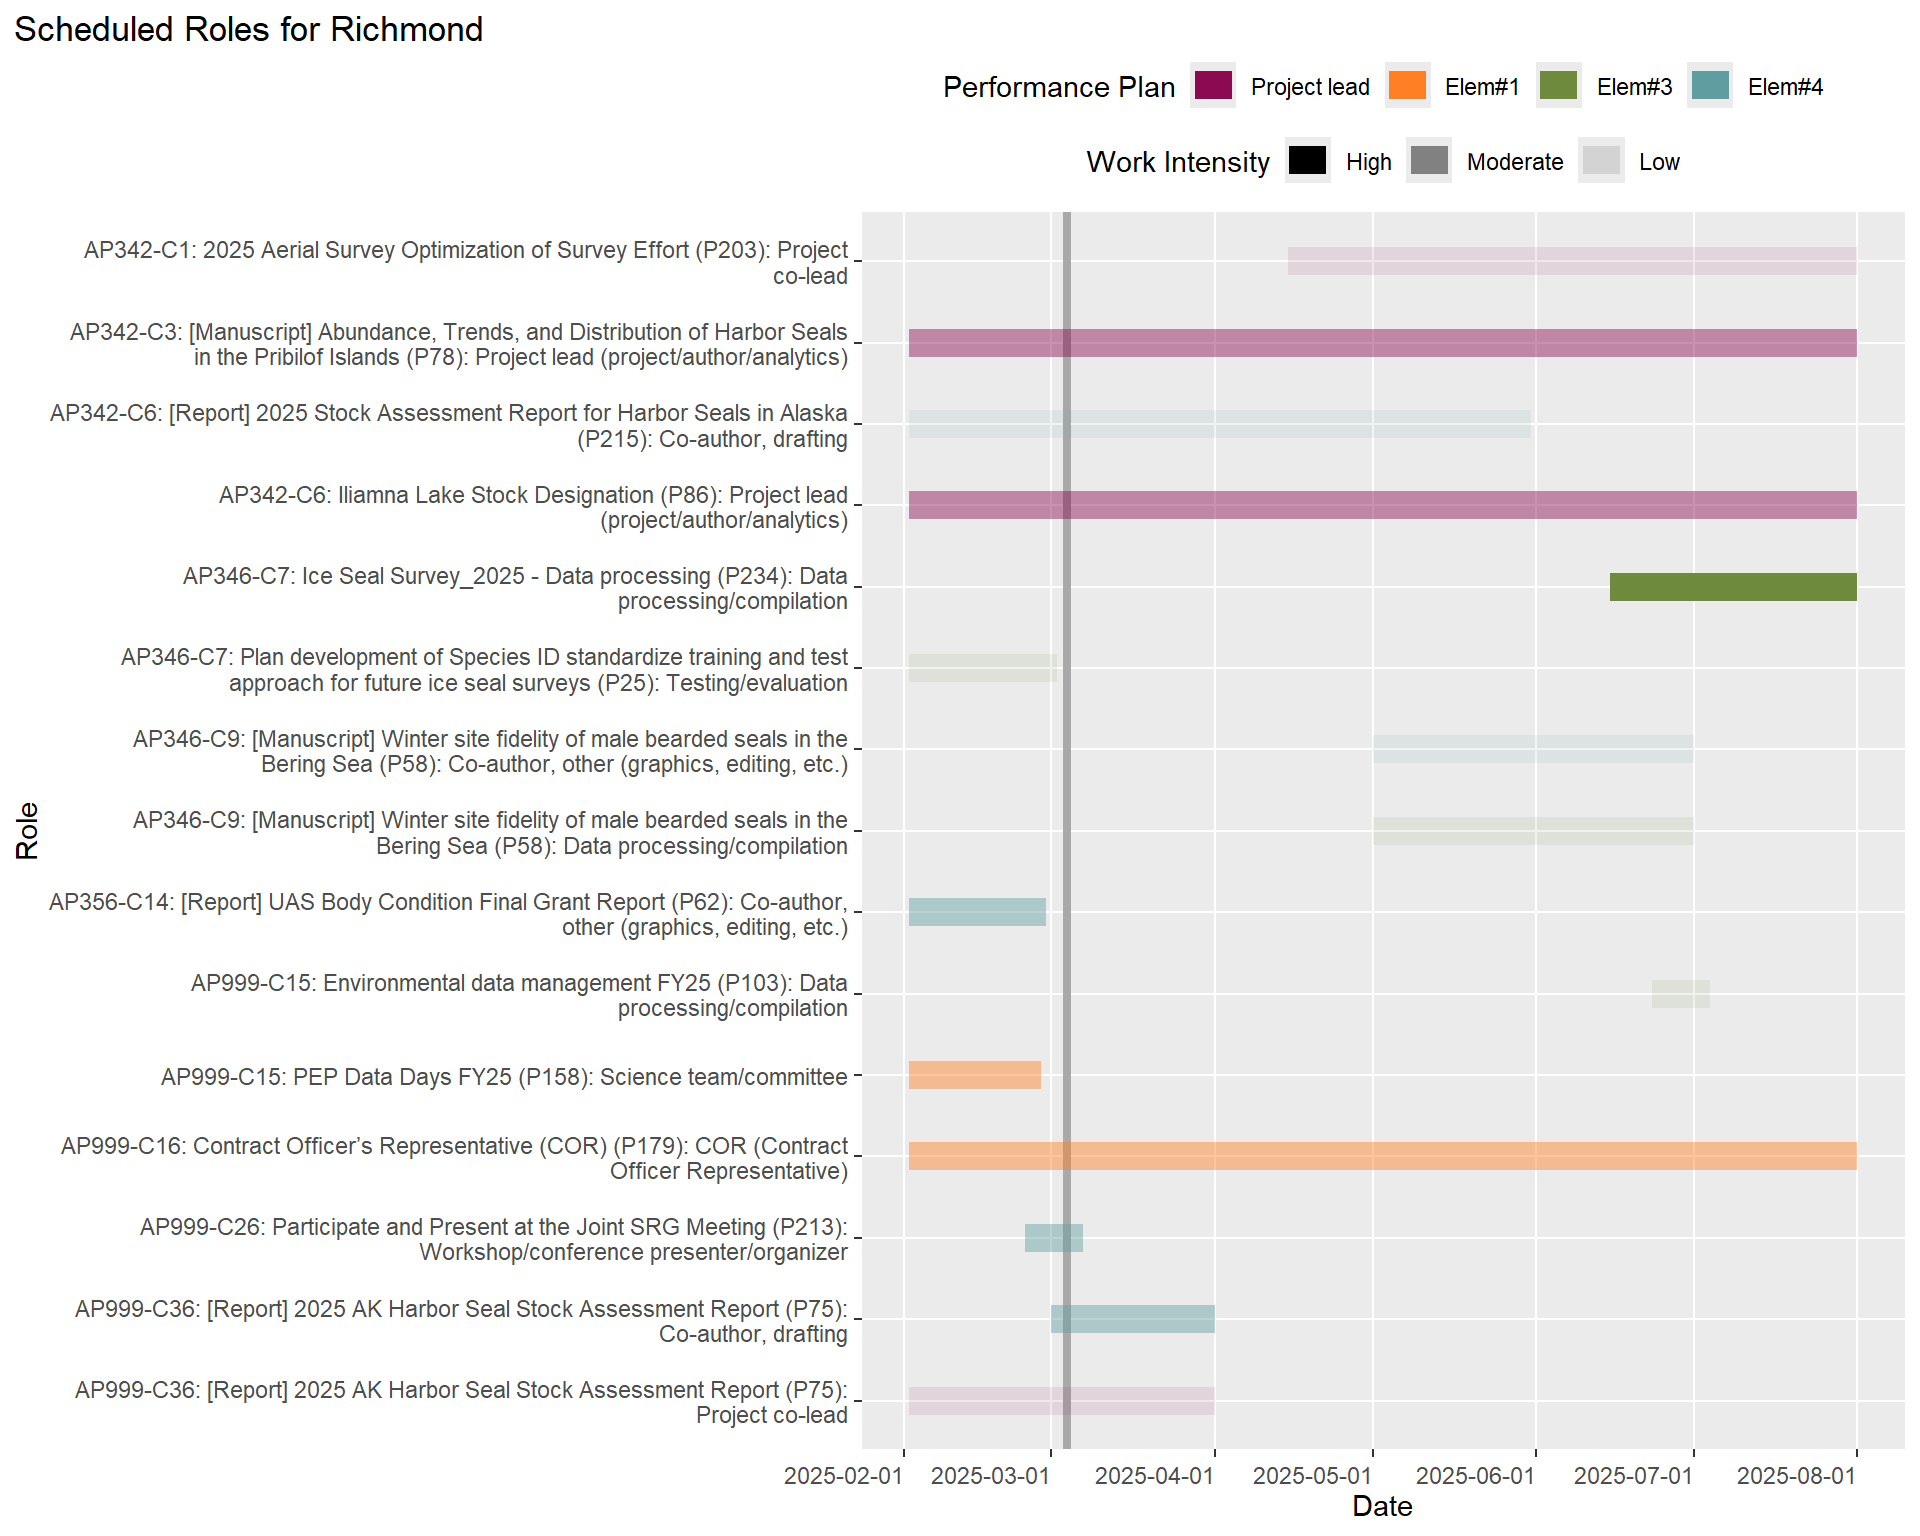 Scheduled Roles for Richmond
Performance Plan Project lead Elem#1 Elem#3 Elem#4
Work Intensity High Moderate Low
AP342-C1: 2025 Aerial Survey Optimization of Survey Effort (P203): Project
co-lead
AP342-C3: [Manuscript] Abundance, Trends, and Distribution of Harbor Seals
in the Pribilof Islands (P78): Project lead (project/author/analytics)
AP342-C6: [Report] 2025 Stock Assessment Report for Harbor Seals in Alaska
(P215): Co-author, drafting
AP342-C6: Iliamna Lake Stock Designation (P86): Project lead
(project/author/analytics)
AP346-C7: Ice Seal Survey_2025 - Data processing (P234): Data
processing/compilation
AP346-C7: Plan development of Species ID standardize training and test
approach for future ice seal surveys (P25): Testing/evaluation
AP346-C9: [Manuscript] Winter site fidelity of male bearded seals in the
Bering Sea (P58): Co-author, other (graphics, editing, etc.)
AP346-C9: [Manuscript] Winter site fidelity of male bearded seals in the
Bering Sea (P58): Data processing/compilation
AP356-C14: [Report] UAS Body Condition Final Grant Report (P62): Co-author,
other (graphics, editing, etc.)
AP999-C15: Environmental data management FY25 (P103): Data
processing/compilation
AP999-C15: PEP Data Days FY25 (P158): Science team/committee
AP999-C16: Contract Officer’s Representative (COR) (P179): COR (Contract
Officer Representative)
AP999-C26: Participate and Present at the Joint SRG Meeting (P213):
Workshop/conference presenter/organizer
AP999-C36: [Report] 2025 AK Harbor Seal Stock Assessment Report (P75):
Co-author, drafting
AP999-C36: [Report] 2025 AK Harbor Seal Stock Assessment Report (P75):
Project co-lead
Role
2025-02-01 2025-03-01 2025-04-01 2025-05-01 2025-06-01 2025-07-01 2025-08-01
Date